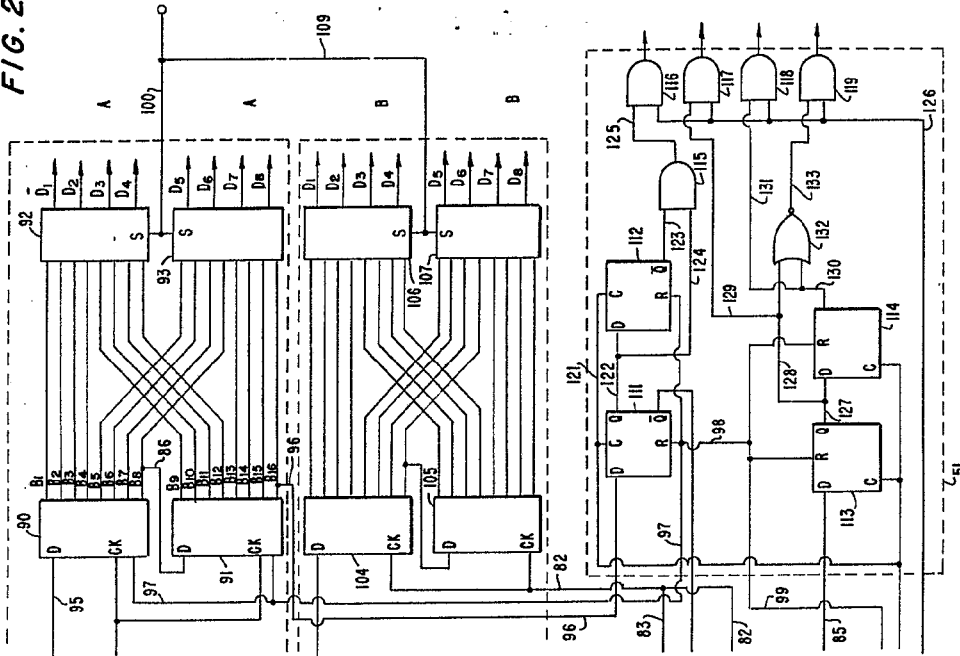 FIG. 2
109
100
A
A
B
B
92
D1
D2
D3
D4
S
93
S
D5
D6
D7
D8
D1
D2
D3
D4
S
106
107
S
D5
D6
D7
D8
B1
B2
B3
B4
B5
B6
B7
B8
86
B9
B10
B11
B12
B13
B14
B15
B16
96
90
D
CK
95
97
D
91
CK
104
CK
105
D
82
96
83
82
97
98
99
85
116
117
118
119
125
126
115
123
124
131
133
132
130
129
128
127
112
C
D
Q̅
R
121
122
111
Q
C
D
Q̅
R
114
R
D
C
113
Q
R
D
C
51